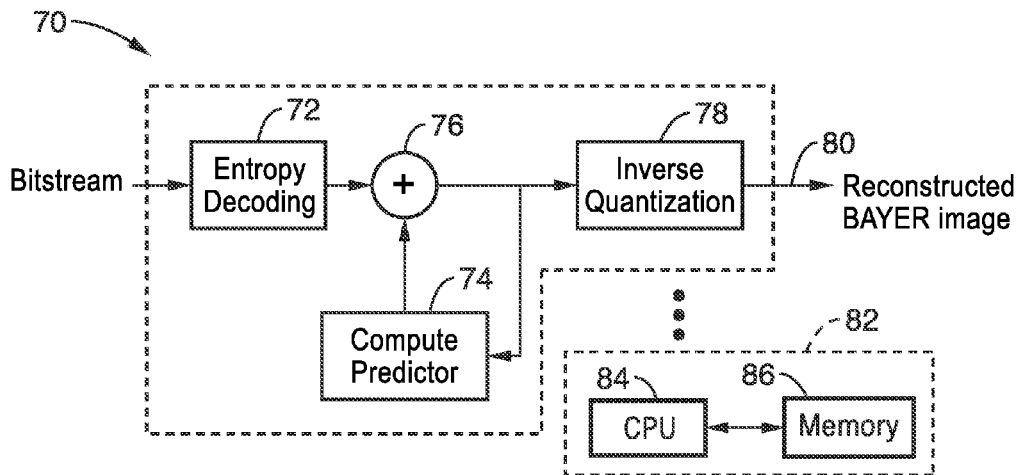 70
72
76
78
80
Bitstream
Entropy
Decoding
+
Inverse
Quantization
Reconstructed
BAYER image
74
Compute
Predictor
82
84
86
CPU
Memory